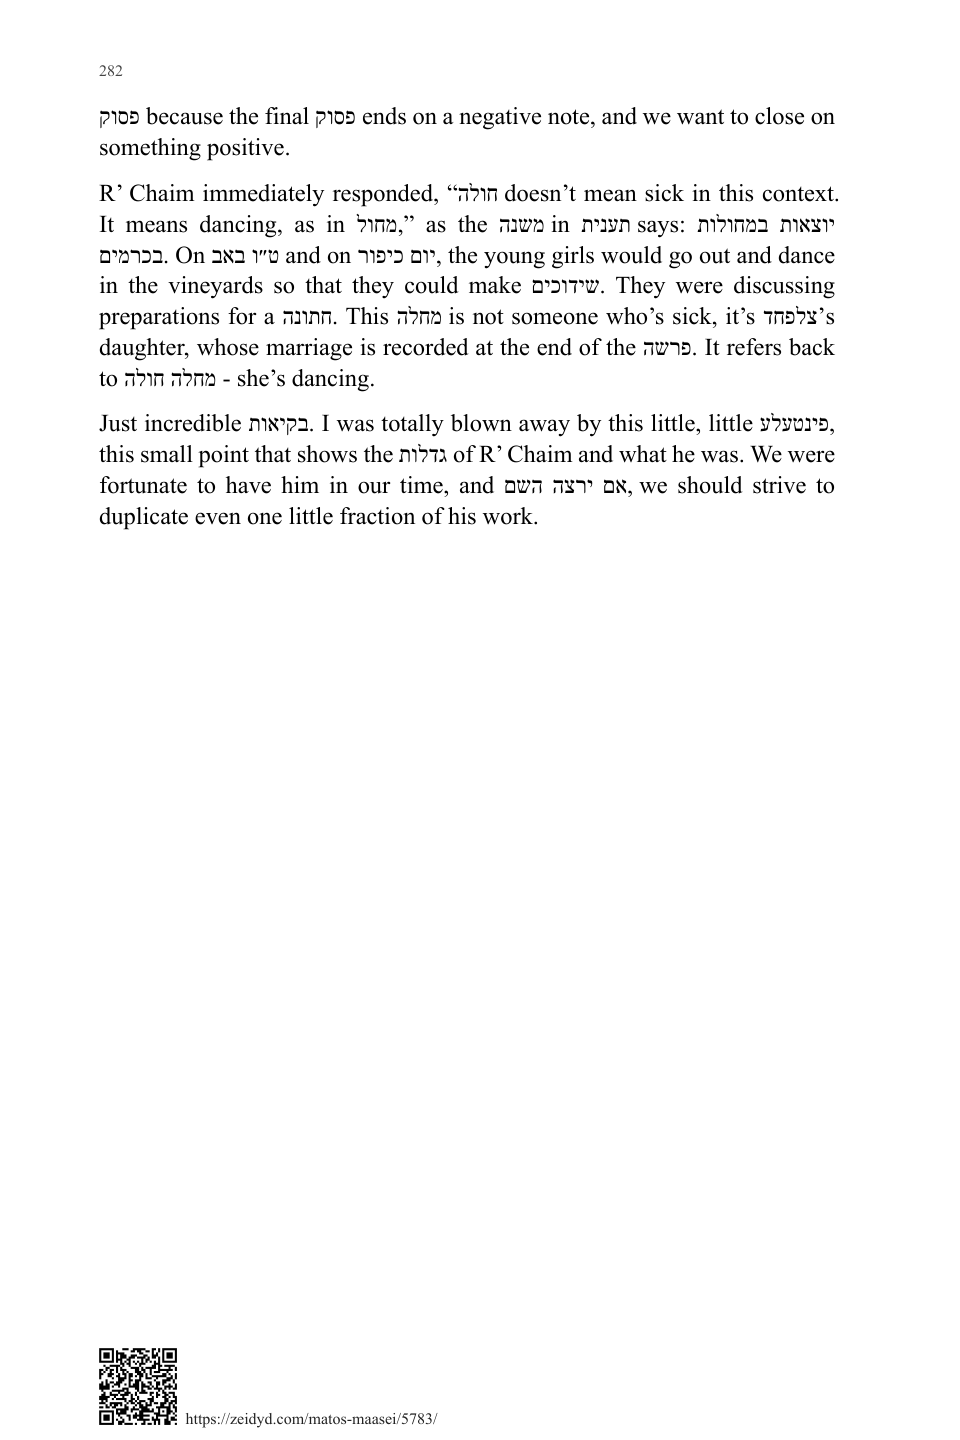 282
פסוק because the final פסוק ends on a negative note, and we want to close on
something positive.
R’ Chaim immediately responded, “חולה doesn’t mean sick in this context.
It means dancing, as in מחול,” as the משנה in תענית says: יוצאות במחולות
בכרמים. On ט״ו באב and on יום כיפור, the young girls would go out and dance
in the vineyards so that they could make שידוכים. They were discussing
preparations for a חתונה. This מחלה is not someone who’s sick, it’s צלפחד’s
daughter, whose marriage is recorded at the end of the פרשה. It refers back
to מחלה חולה - she’s dancing.
Just incredible בקיאות. I was totally blown away by this little, little פינטעלע,
this small point that shows the גדלות of R’ Chaim and what he was. We were
fortunate to have him in our time, and אם ירצה השם, we should strive to
duplicate even one little fraction of his work.
https://zeidyd.com/matos-maasei/5783/